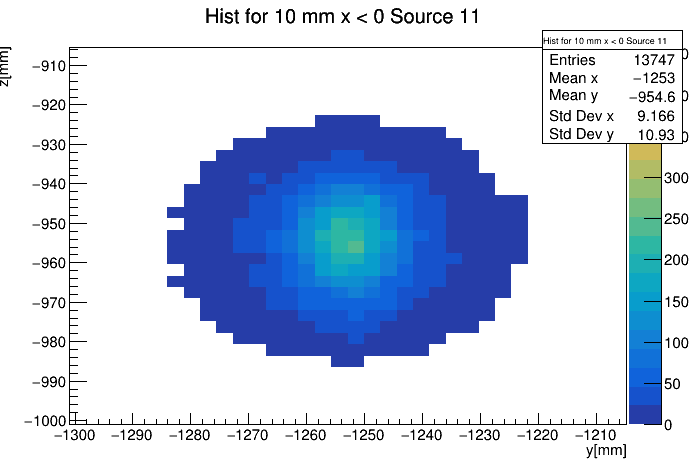 Hist for 10 mm x < 0 Source 11
z[mm]
Hist for 10 mm x < 0 Source 11
Entries 13747
Mean x −1253
Mean y −954.6
Std Dev x 9.166
Std Dev y 10.93
−910
−920
−930
−940
−950
−960
−970
−980
−990
−1000
−1300 −1290 −1280 −1270 −1260 −1250 −1240 −1230 −1220 −1210
y[mm]
300
250
200
150
100
50
0